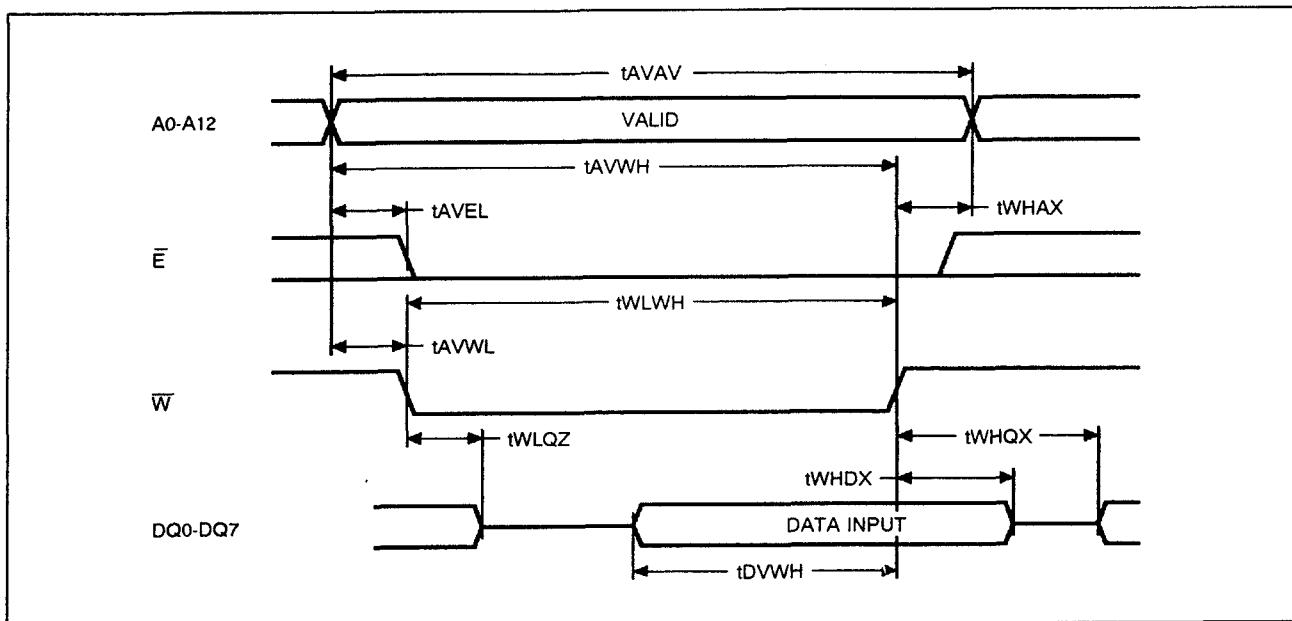 tAVAV
A0-A12
VALID
tAVWH
tAVEL
tWHAX
E̅
tWLWH
tAVWL
W̅
tWLQZ
tWHQX
tWHDX
DQ0-DQ7
DATA INPUT
tDVWH